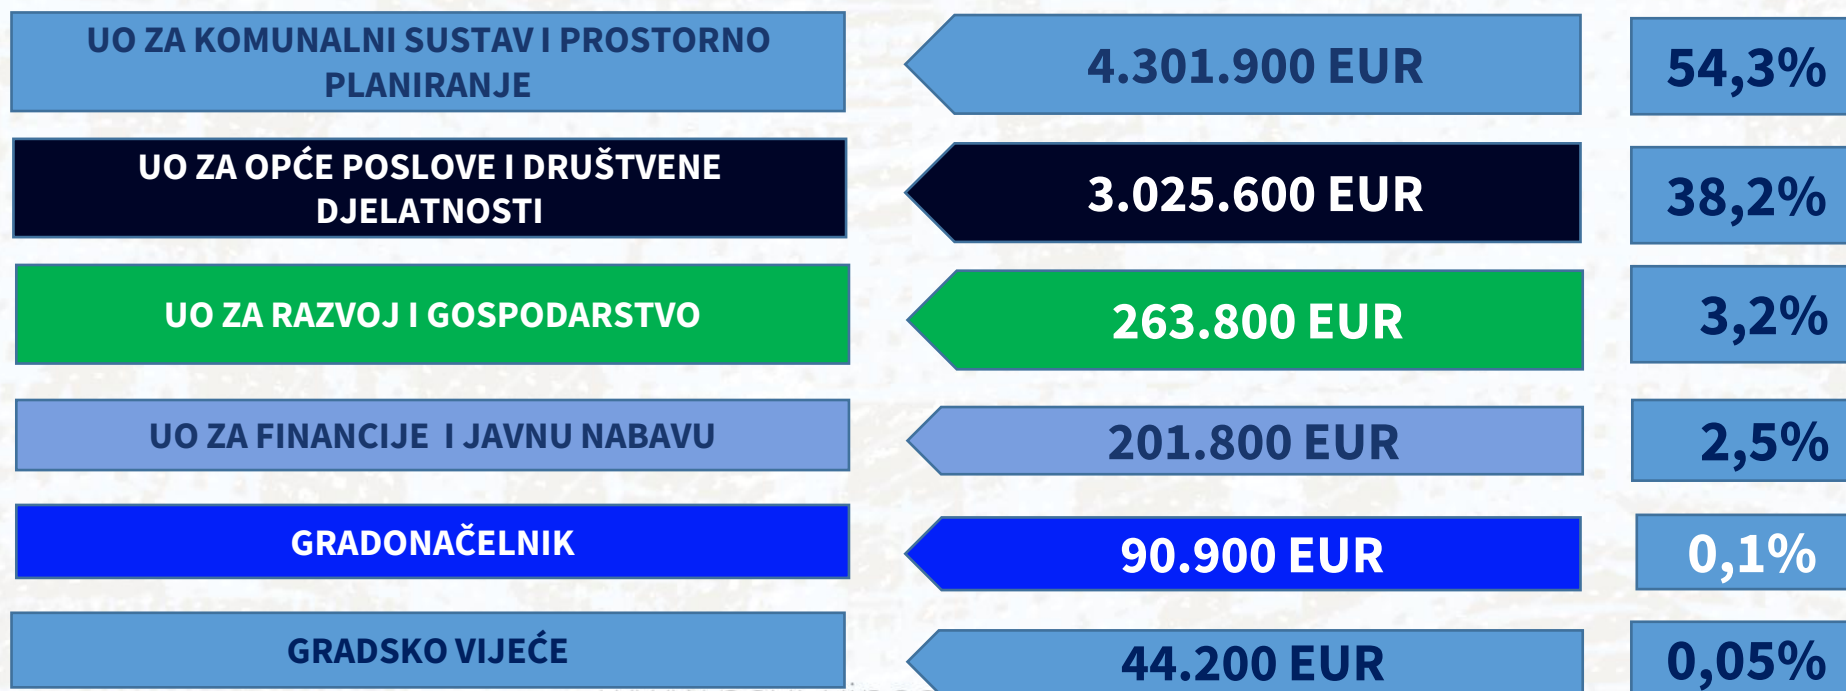 UO ZA KOMUNALNI SUSTAV I PROSTORNO
PLANIRANJE
4.301.900 EUR
54,3%
UO ZA OPĆE POSLOVE I DRUŠTVENE
DJELATNOSTI
3.025.600 EUR
38,2%
UO ZA RAZVOJ I GOSPODARSTVO
263.800 EUR
3,2%
UO ZA FINANCIJE  I JAVNU NABAVU
201.800 EUR
2,5%
GRADONAČELNIK
90.900 EUR
0,1%
GRADSKO VIJEĆE
44.200 EUR
0,05%